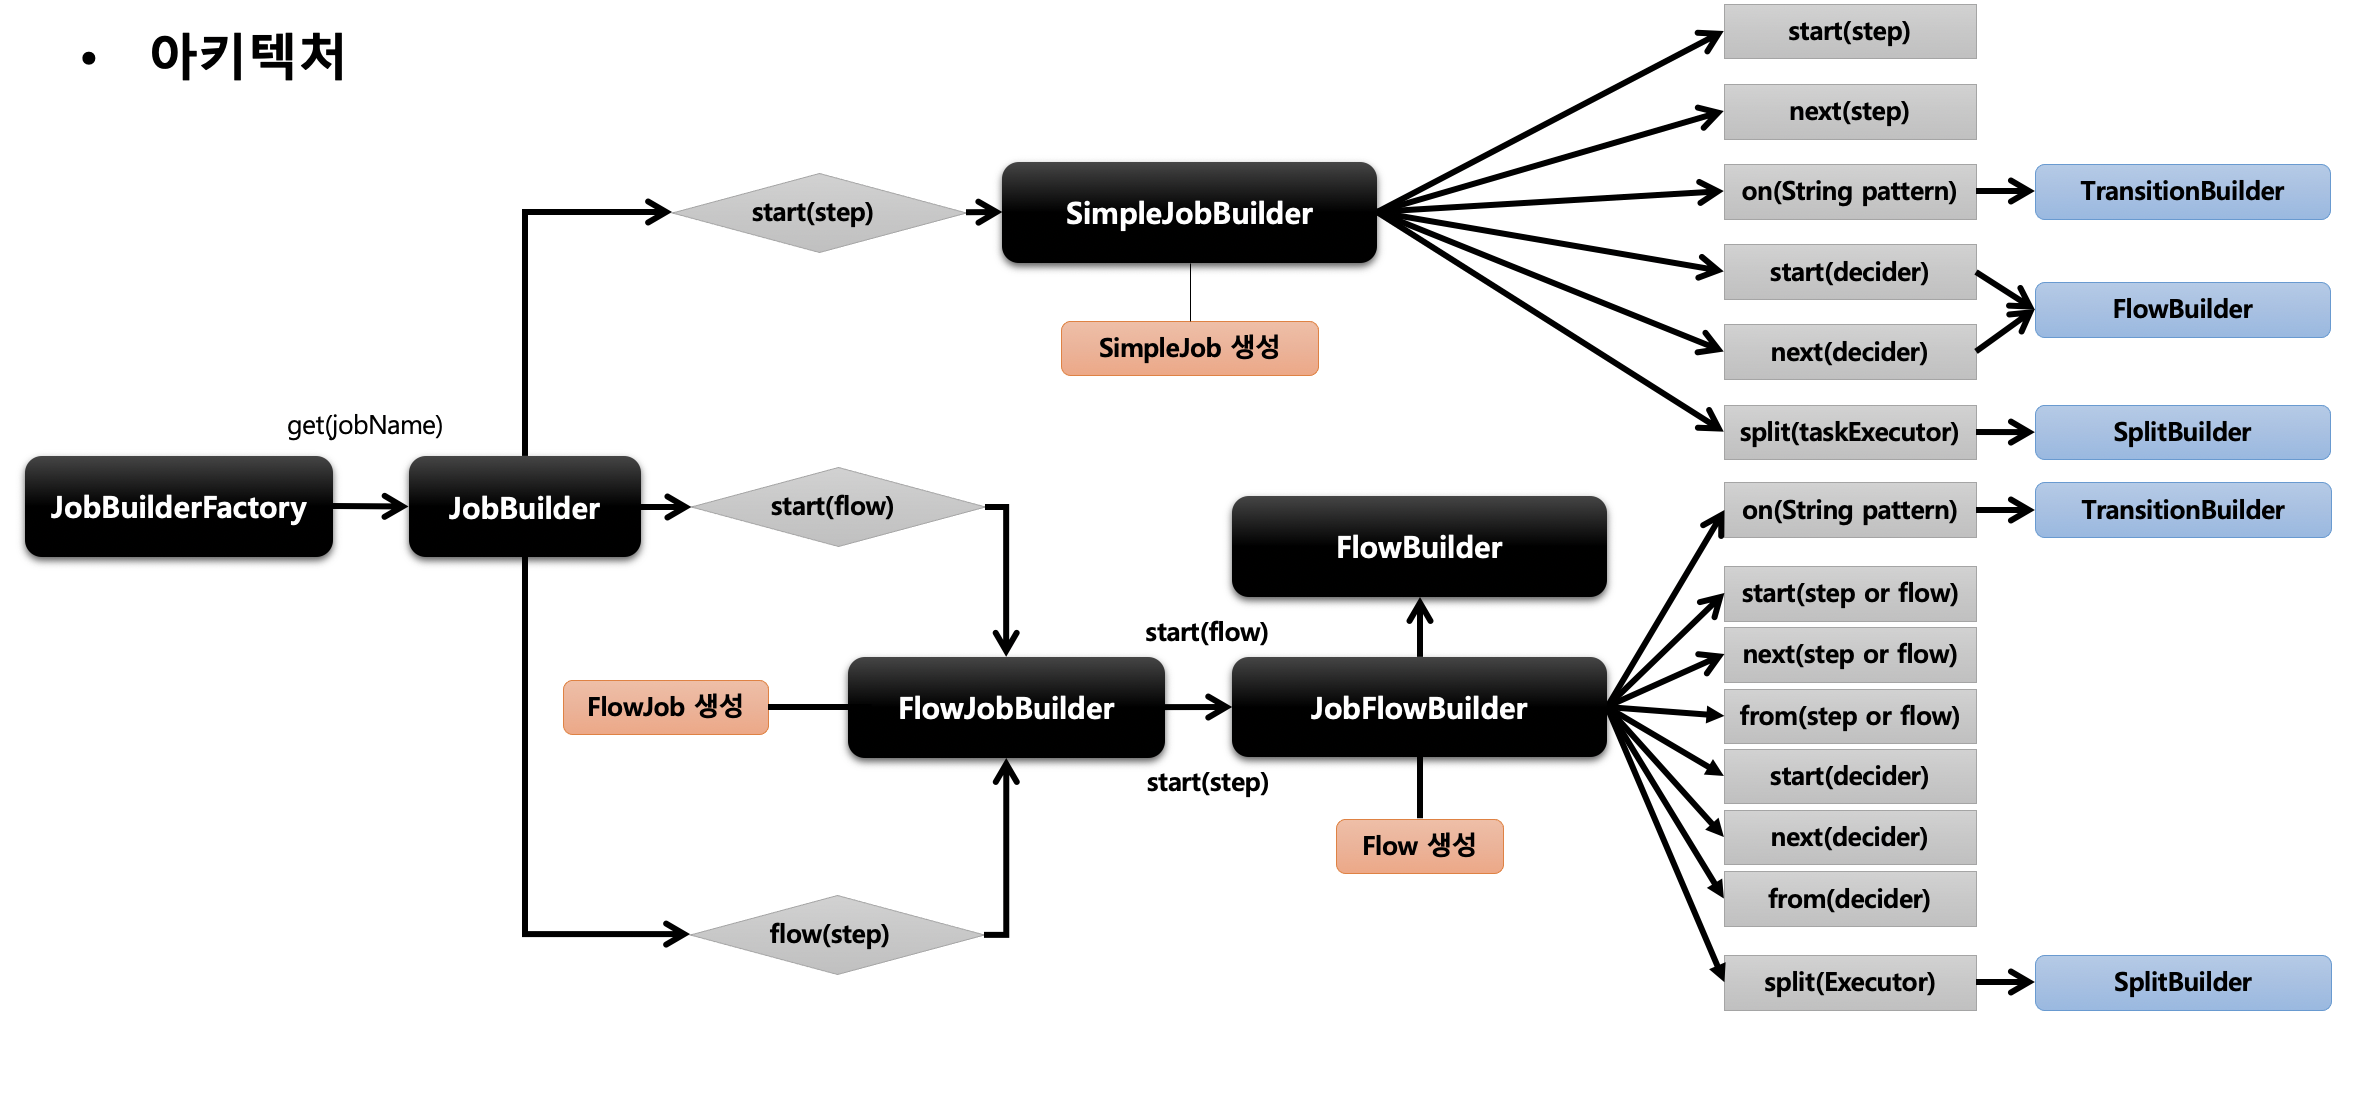 • 아키텍처
start(step)
next(step)
on(String pattern)
TransitionBuilder
start(step)
SimpleJobBuilder
start(decider)
FlowBuilder
next(decider)
SimpleJob 생성
split(taskExecutor)
SplitBuilder
get(jobName)
JobBuilderFactory
JobBuilder
start(flow)
FlowBuilder
on(String pattern)
TransitionBuilder
start(step or flow)
next(step or flow)
start(flow)
FlowJob 생성
FlowJobBuilder
JobFlowBuilder
from(step or flow)
start(step)
start(decider)
next(decider)
Flow 생성
from(decider)
flow(step)
split(Executor)
SplitBuilder